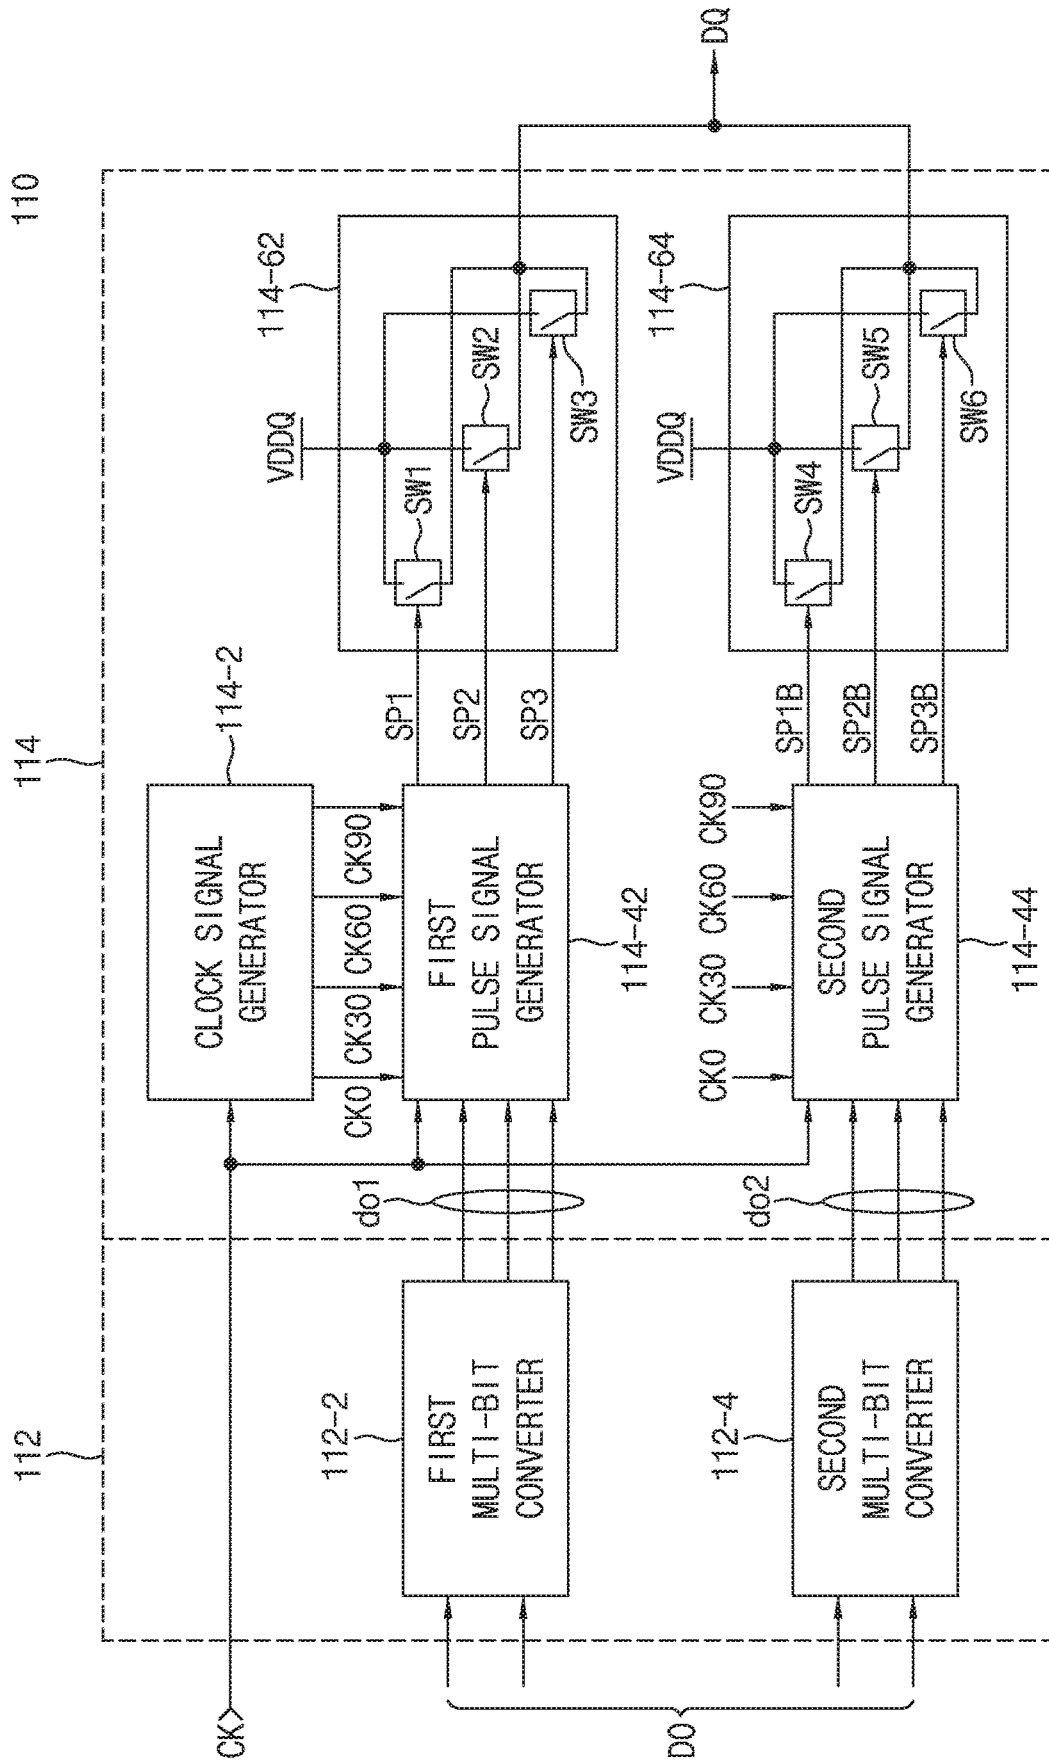 110
112
114
CK
114-2
CLOCK SIGNAL
GENERATOR
CK0
CK30
CK60
CK90
VDDQ
114-62
112-2
FIRST
MULTI-BIT
CONVERTER
do1
FIRST
PULSE SIGNAL
GENERATOR
114-42
SP1
SP2
SP3
SW1
SW2
SW3
DO
DQ
CK0
CK30
CK60
CK90
VDDQ
114-64
112-4
SECOND
MULTI-BIT
CONVERTER
do2
SECOND
PULSE SIGNAL
GENERATOR
114-44
SP1B
SP2B
SP3B
SW4
SW5
SW6